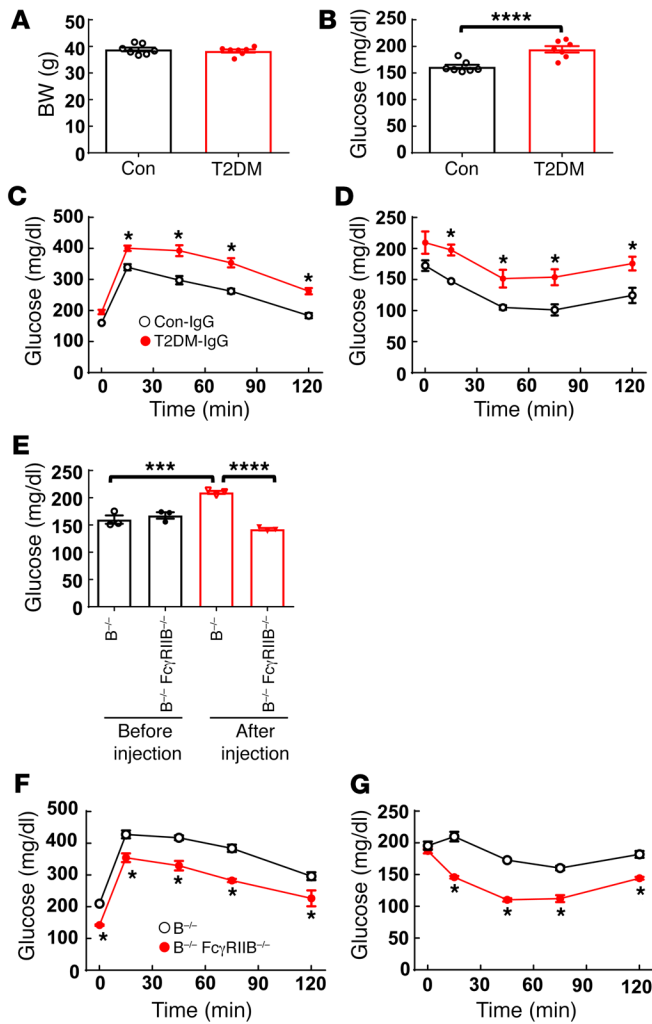 A
BW (g)
50
40
30
20
10
0
Con
T2DM
B
Glucose (mg/dl)
250
200
150
100
50
0
****
Con
T2DM
C
Glucose (mg/dl)
500
400
300
200
100
0
* * * *
Con-IgG
T2DM-IgG
0 30 60 90 120
Time (min)
D
Glucose (mg/dl)
250
200
150
100
50
0
* * * *
0 30 60 90 120
Time (min)
E
Glucose (mg/dl)
250
200
150
100
50
0
*** ****
B⁻/⁻
B⁻/⁻ FcγRIIB⁻/⁻
B⁻/⁻
B⁻/⁻ FcγRIIB⁻/⁻
Before
injection
After
injection
F
Glucose (mg/dl)
500
400
300
200
100
0
* * * * *
B⁻/⁻
B⁻/⁻ FcγRIIB⁻/⁻
0 30 60 90 120
Time (min)
G
Glucose (mg/dl)
250
200
150
100
50
0
* * * *
0 30 60 90 120
Time (min)